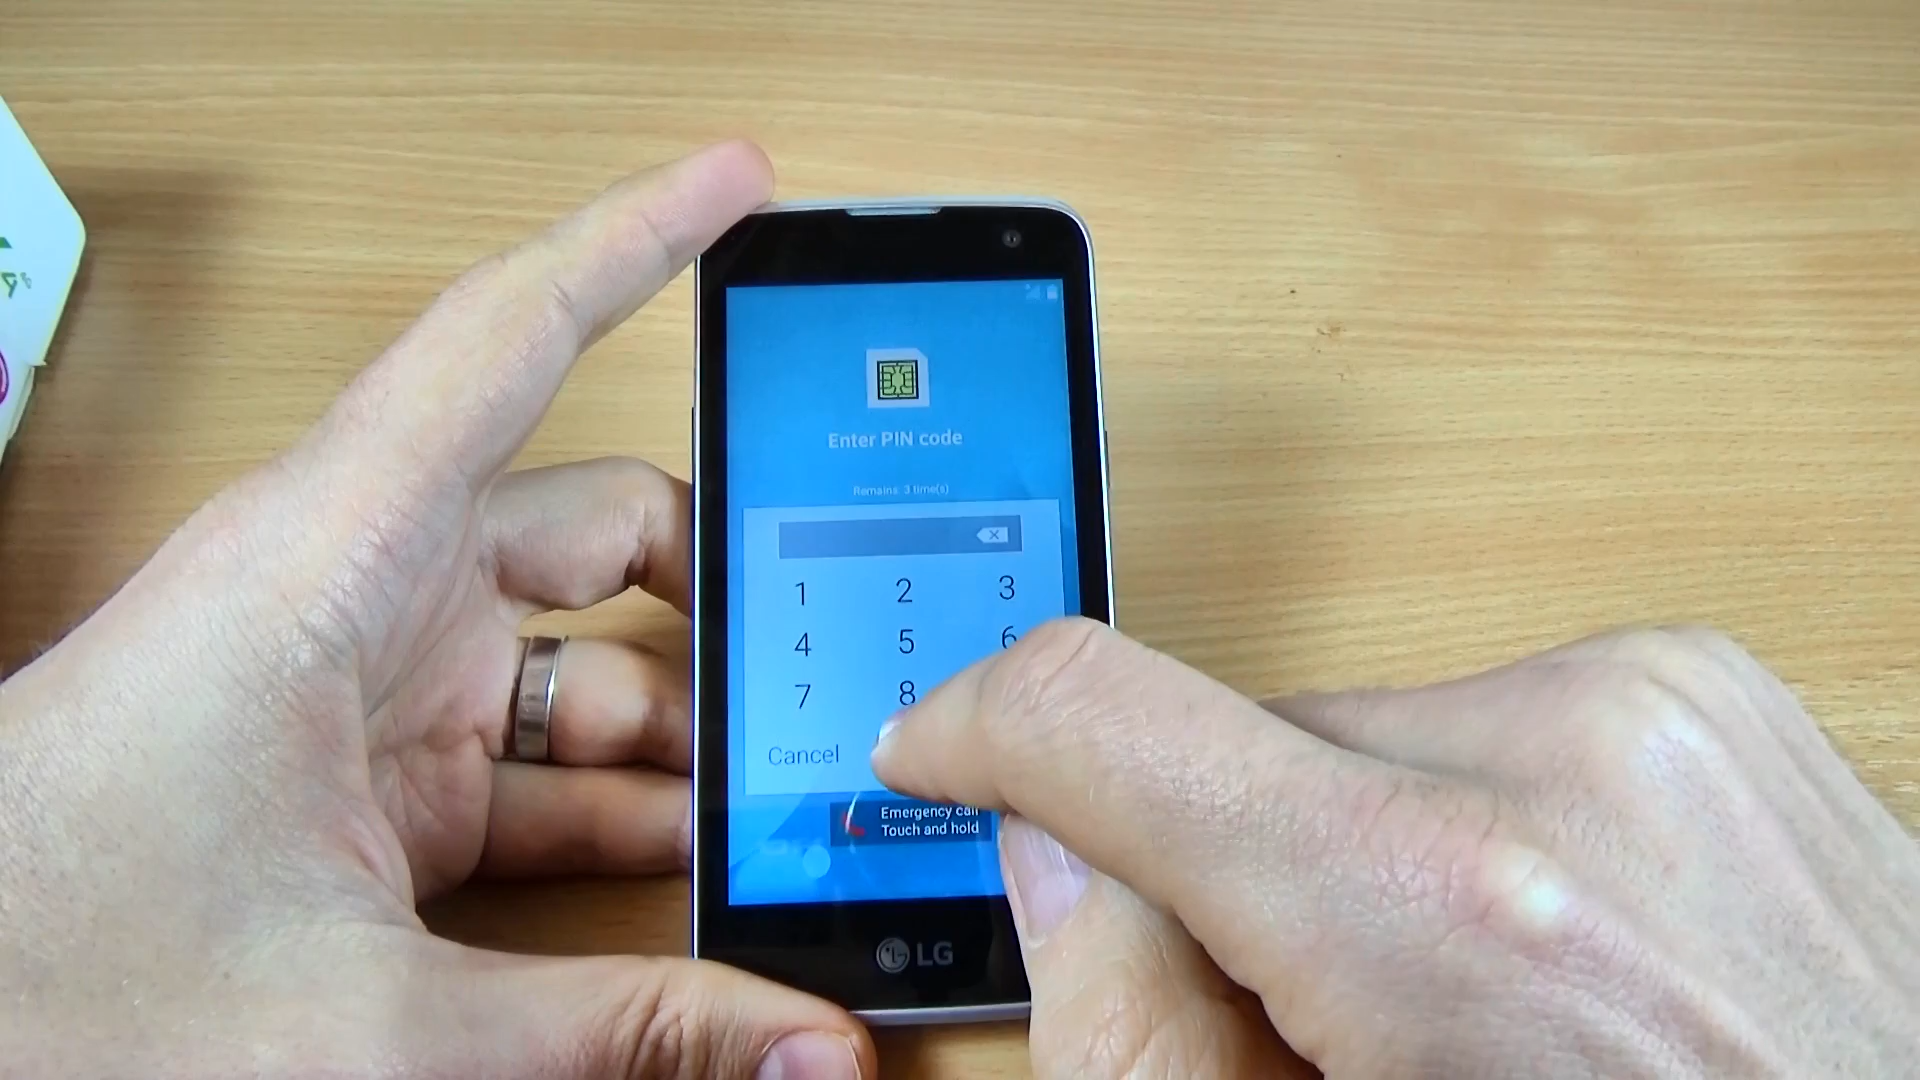 Enter PIN code
Remains: 3 time(s)
1 2 3
4 5 6
7 8
Cancel
Emergency call
Touch and hold
LG